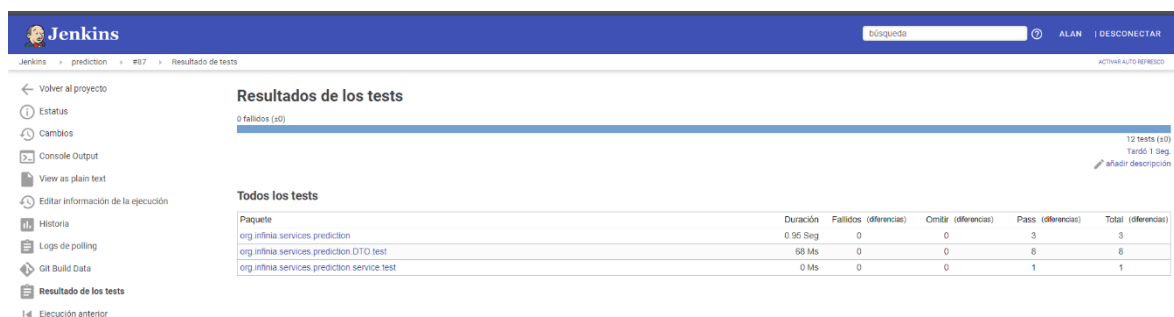 Jenkins
búsqueda
ALAN | DESCONECTAR
Jenkins › prediction › #87 › Resultado de tests
ACTIVAR AUTO REFRESCO
Volver al proyecto
Estatus
Cambios
Console Output
View as plain text
Editar información de la ejecución
Historia
Logs de polling
Git Build Data
Resultado de los tests
Ejecución anterior
Resultados de los tests
0 fallidos (±0)
12 tests (±0)
Tardó 1 Seg.
añadir descripción
Todos los tests
Paquete Duración Fallidos (diferencias) Omitir (diferencias) Pass (diferencias) Total (diferencias)
org.infinia.services.prediction 0.95 Seg 0 0 3 3
org.infinia.services.prediction.DTO.test 68 Ms 0 0 8 8
org.infinia.services.prediction.service.test 0 Ms 0 0 1 1